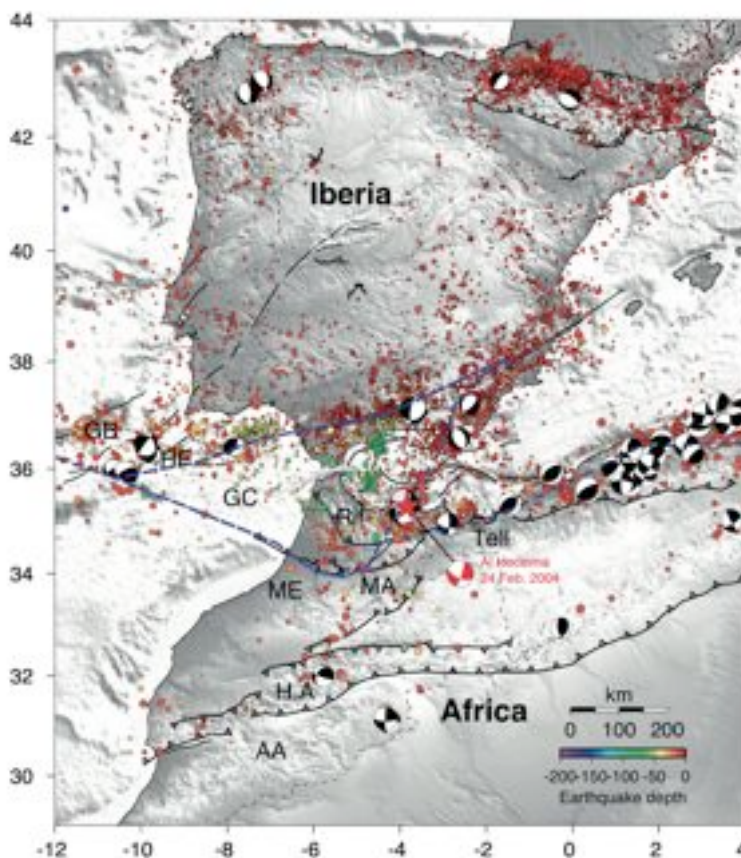 44
42
40
38
36
34
32
30
Iberia
GB
GC
Tell
Al Hoceima
24 Feb. 2004
ME
MA
H.A
Africa
AA
km
0 100 200
-200 -150 -100 -50 0
Earthquake depth
-12 -10 -8 -6 -4 -2 0 2 4